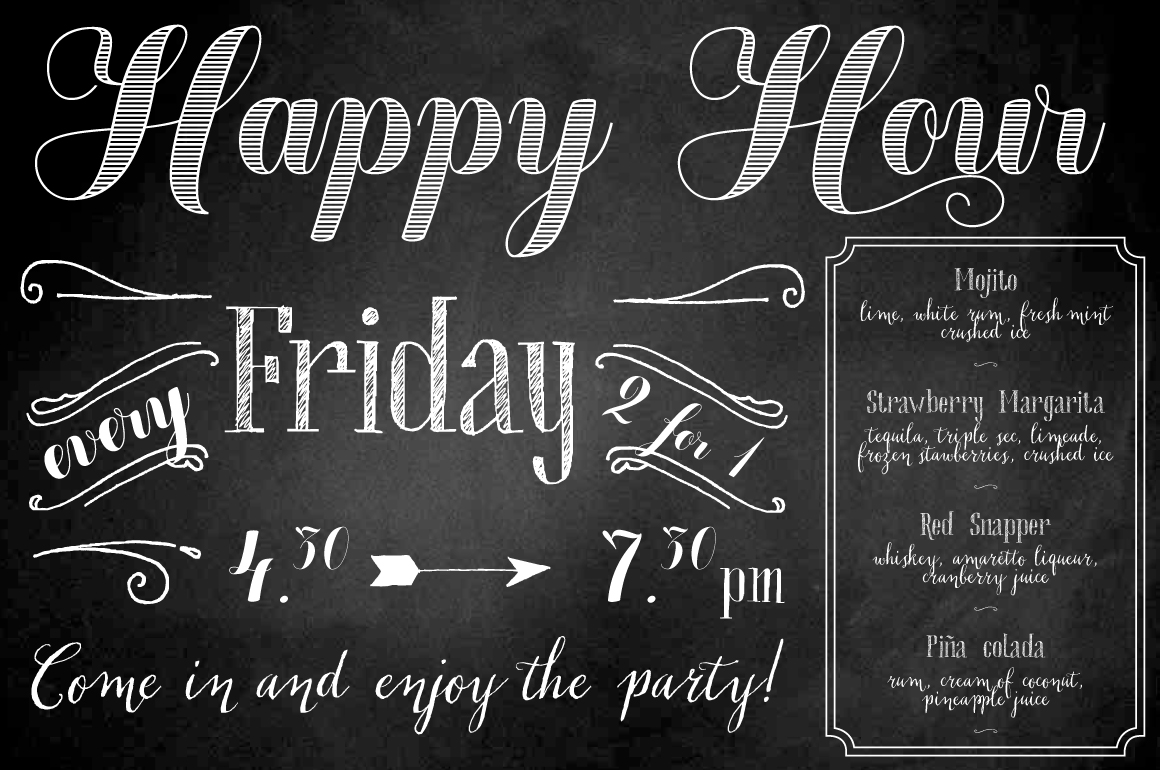 Happy Hour
every Friday 2 for 1
4.30 7.30 pm
Come in and enjoy the party!
Mojito
lime, white rum, fresh mint
crushed ice
Strawberry Margarita
tequila, triple sec, limeade,
frozen stawberries, crushed ice
Red Snapper
whiskey, amaretto liqueur,
cranberry juice
Piña colada
rum, cream of coconut,
pineapple juice